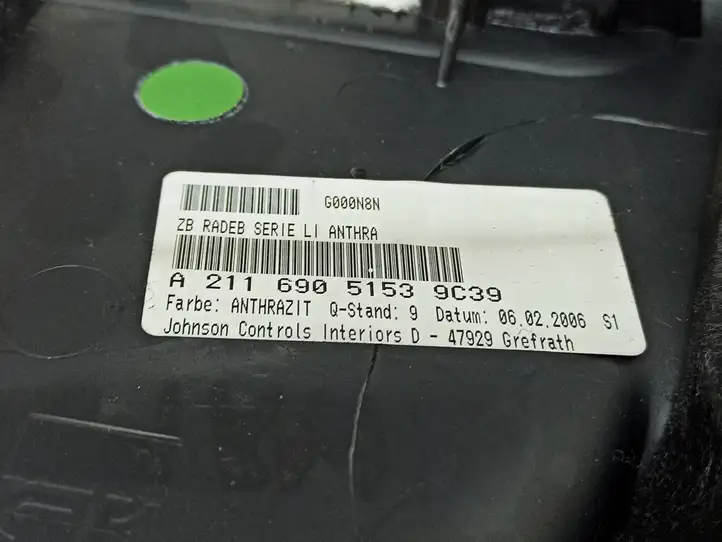 G000N8N
ZB RADEB SERIE LI ANTHRA
A 211 690 5153 9C39
Farbe: ANTHRAZIT Q-Stand: 9 Datum: 06.02.2006 S1
Johnson Controls Interiors D - 47929 Grefrath